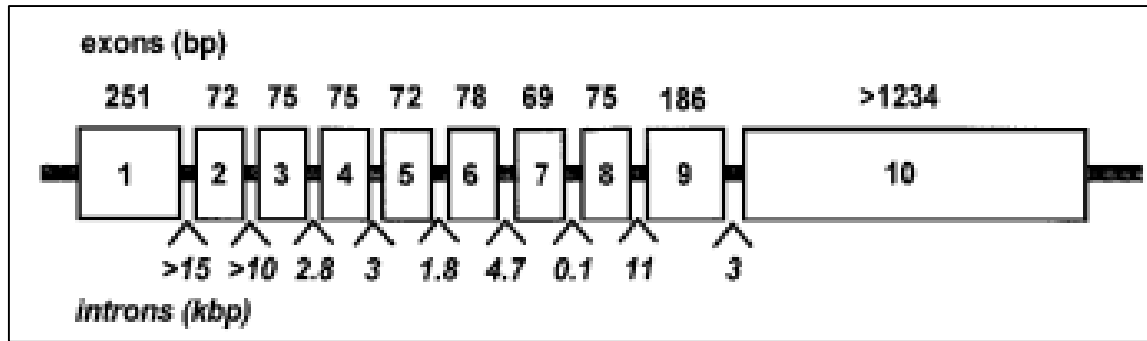 exons (bp)
251 72 75 75 72 78 69 75 186 >1234
1 2 3 4 5 6 7 8 9 10
>15 >10 2.8 3 1.8 4.7 0.1 11 3
introns (kbp)